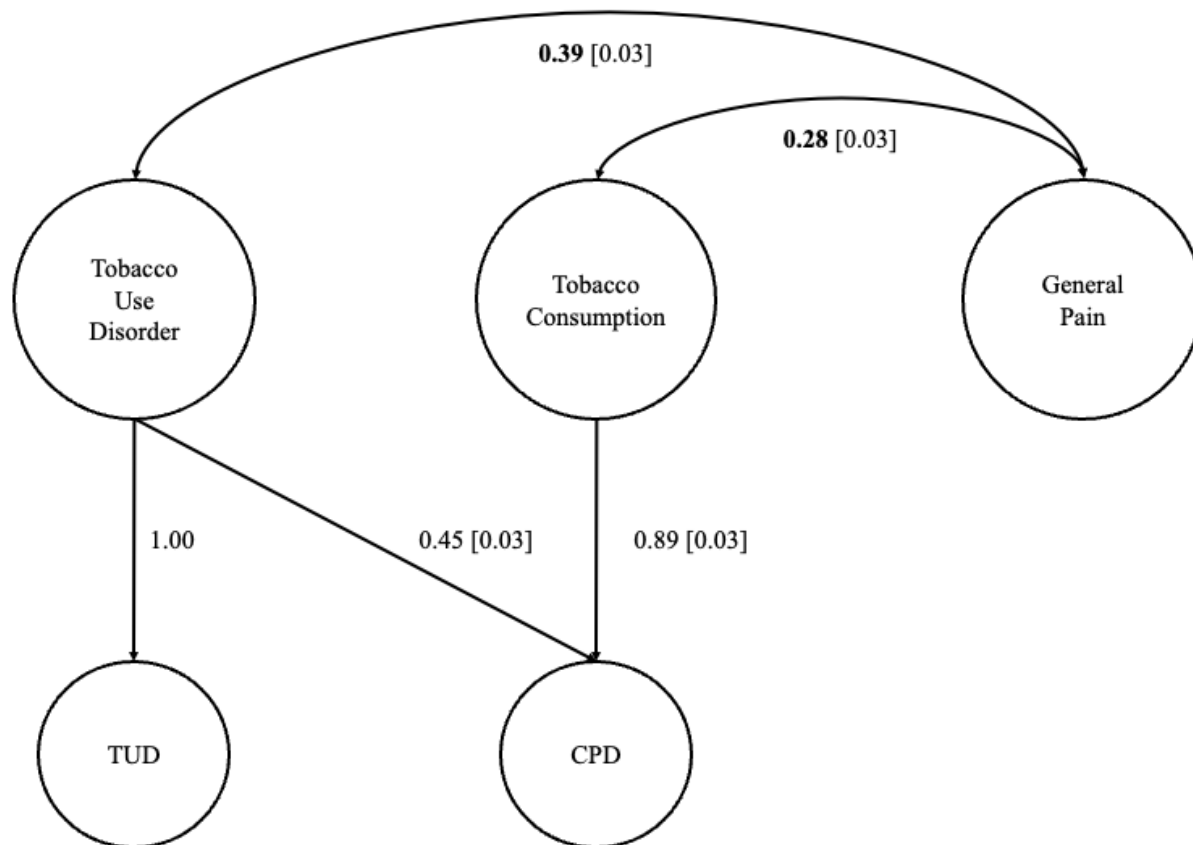 0.39 [0.03]
0.28 [0.03]
Tobacco
Use
Disorder
Tobacco
Consumption
General
Pain
1.00
0.45 [0.03]
0.89 [0.03]
TUD
CPD